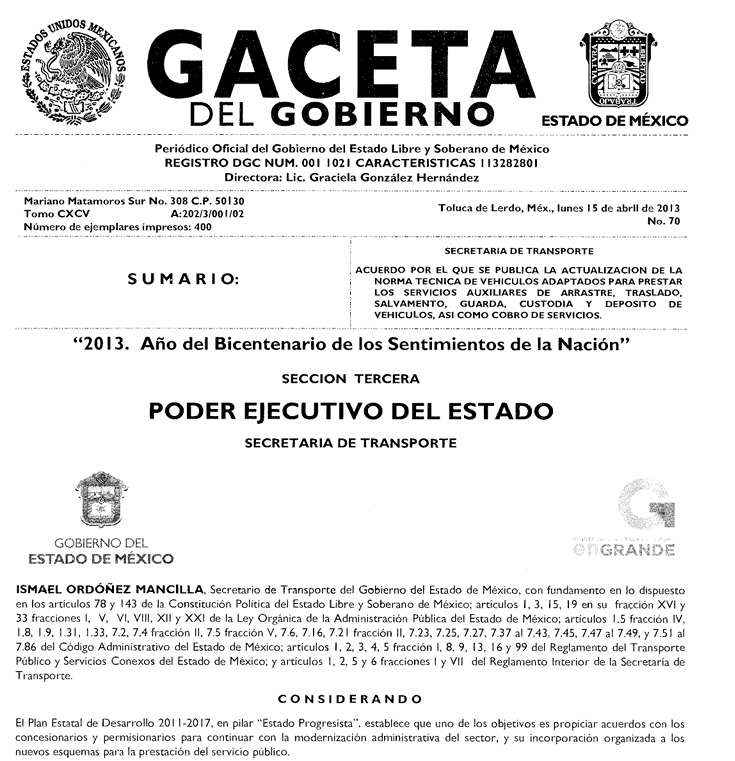 ESTADOS UNIDOS MEXICANOS
GACETA
DEL GOBIERNO
ESTADO DE MÉXICO
Periódico Oficial del Gobierno del Estado Libre y Soberano de México
REGISTRO DGC NUM. 001 1021 CARACTERISTICAS 113282801
Directora: Lic. Graciela González Hernández
Mariano Matamoros Sur No. 308 C.P. 50130
Tomo CXCV A:202/3/001/02
Número de ejemplares impresos: 400
Toluca de Lerdo, Méx., lunes 15 de abril de 2013
No. 70
SUMARIO:
SECRETARIA DE TRANSPORTE
ACUERDO POR EL QUE SE PUBLICA LA ACTUALIZACION DE LA
NORMA TECNICA DE VEHICULOS ADAPTADOS PARA PRESTAR
LOS SERVICIOS AUXILIARES DE ARRASTRE, TRASLADO,
SALVAMENTO, GUARDA, CUSTODIA Y DEPOSITO DE
VEHICULOS, ASI COMO COBRO DE SERVICIOS.
“2013. Año del Bicentenario de los Sentimientos de la Nación”
SECCION TERCERA
PODER EJECUTIVO DEL ESTADO
SECRETARIA DE TRANSPORTE
GOBIERNO DEL
ESTADO DE MÉXICO
enGRANDE
ISMAEL ORDÓÑEZ MANCILLA, Secretario de Transporte del Gobierno del Estado de México, con fundamento en lo dispuesto
en los artículos 78 y 143 de la Constitución Política del Estado Libre y Soberano de México; artículos 1, 3, 15, 19 en su fracción XVI y
33 fracciones I, V, VI, VIII, XII y XXI de la Ley Orgánica de la Administración Pública del Estado de México; artículos 1.5 fracción IV,
1.8, 1.9, 1.31, 1.33, 7.2, 7.4 fracción II, 7.5 fracción V, 7.6, 7.16, 7.21 fracción II, 7.23, 7.25, 7.27, 7.37 al 7.43, 7.45, 7.47 al 7.49, y 7.51 al
7.86 del Código Administrativo del Estado de México; artículos 1, 2, 3, 4, 5 fracción I, 8, 9, 13, 16 y 99 del Reglamento del Transporte
Público y Servicios Conexos del Estado de México; y artículos 1, 2, 5 y 6 fracciones I y VII del Reglamento Interior de la Secretaría de
Transporte.
CONSIDERANDO
El Plan Estatal de Desarrollo 2011-2017, en pilar “Estado Progresista”, establece que uno de los objetivos es propiciar acuerdos con los
concesionarios y permisionarios para continuar con la modernización administrativa del sector, y su incorporación organizada a los
nuevos esquemas para la prestación del servicio público.